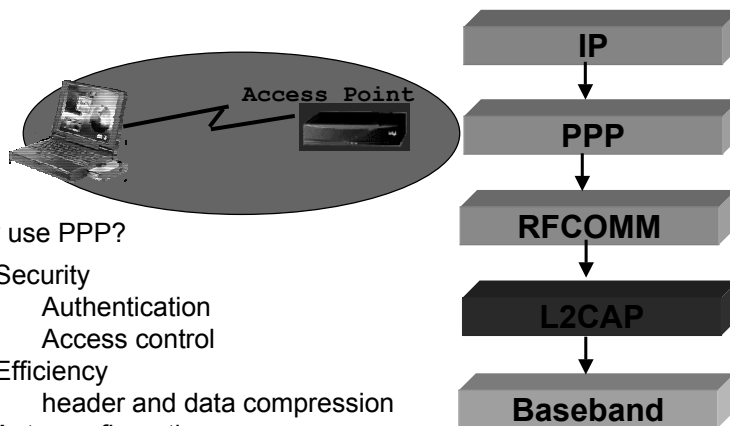 Access Point
use PPP?
Security
Authentication
Access control
Efficiency
header and data compression
IP
PPP
RFCOMM
L2CAP
Baseband